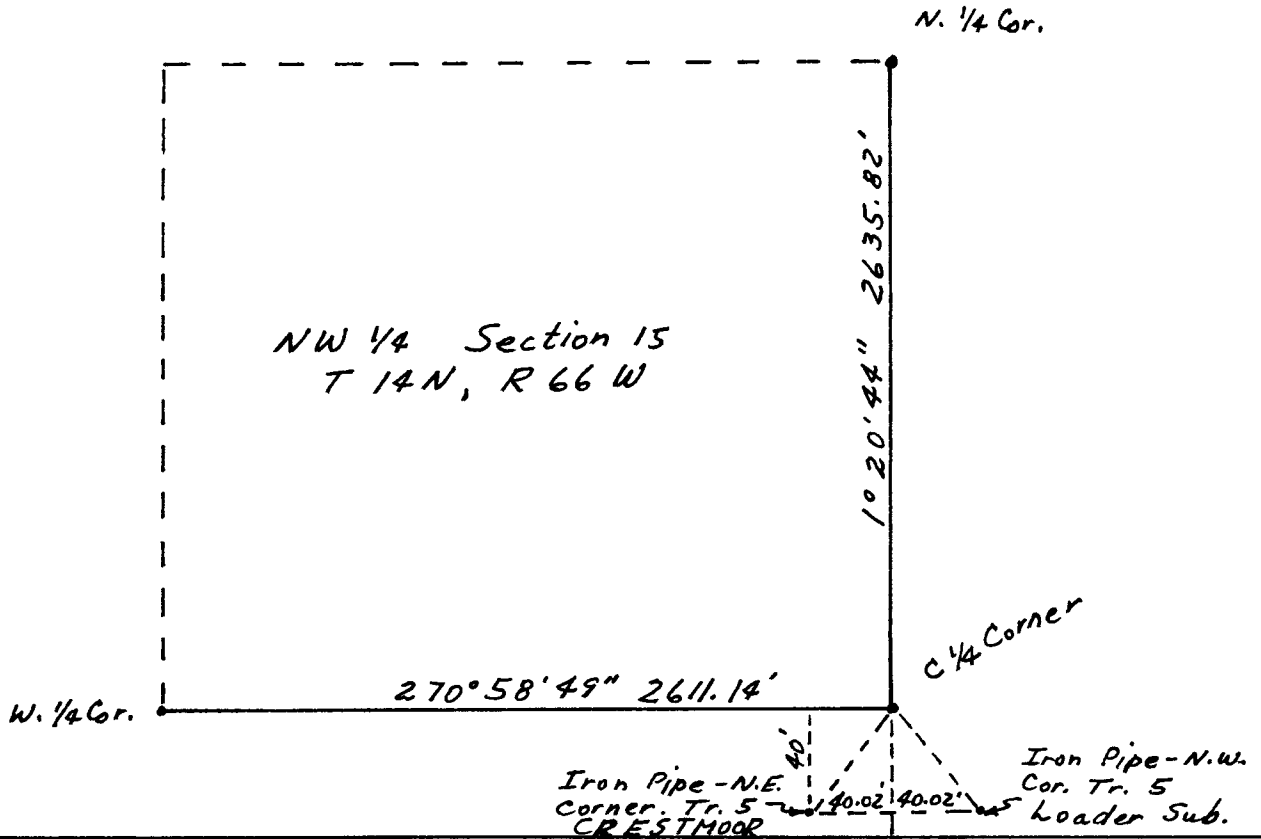 N. 1/4 Cor.
1° 20' 44" 2635.82'
NW 1/4 Section 15
T 14N, R 66 W
C 1/4 Corner
270° 58' 49" 2611.14'
W. 1/4 Cor.
40'
Iron Pipe - N.E.
Corner. Tr. 5
CRESTMOOR
40.02' 40.02'
Iron Pipe - N.W.
Cor. Tr. 5
Loader Sub.